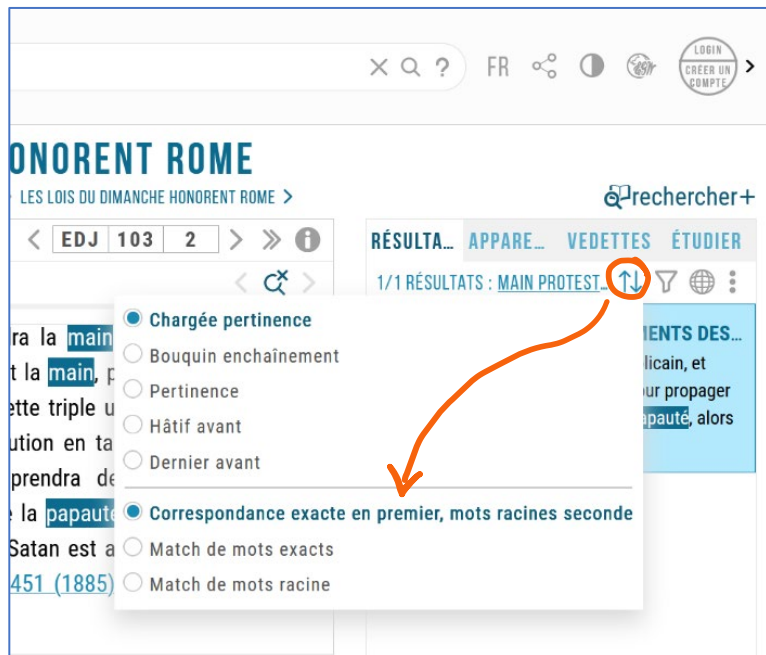 FR
LOGIN
CRÉER UN
COMPTE
ONORENT ROME
LES LOIS DU DIMANCHE HONORENT ROME
rechercher+
EDJ 103 2
RÉSULTA... APPARE... VEDETTES ÉTUDIER
1/1 RÉSULTATS : MAIN PROTEST...
Chargée pertinence
Bouquin enchaînement
Pertinence
Hâtif avant
Dernier avant
Correspondance exacte en premier, mots racines seconde
Match de mots exacts
Match de mots racine
ra la main
t la main, p
ette triple u
ution en ta
prendra de
la papauté
Satan est a
451 (1885)
MENTS DES...
licain, et
ur propager
apauté, alors